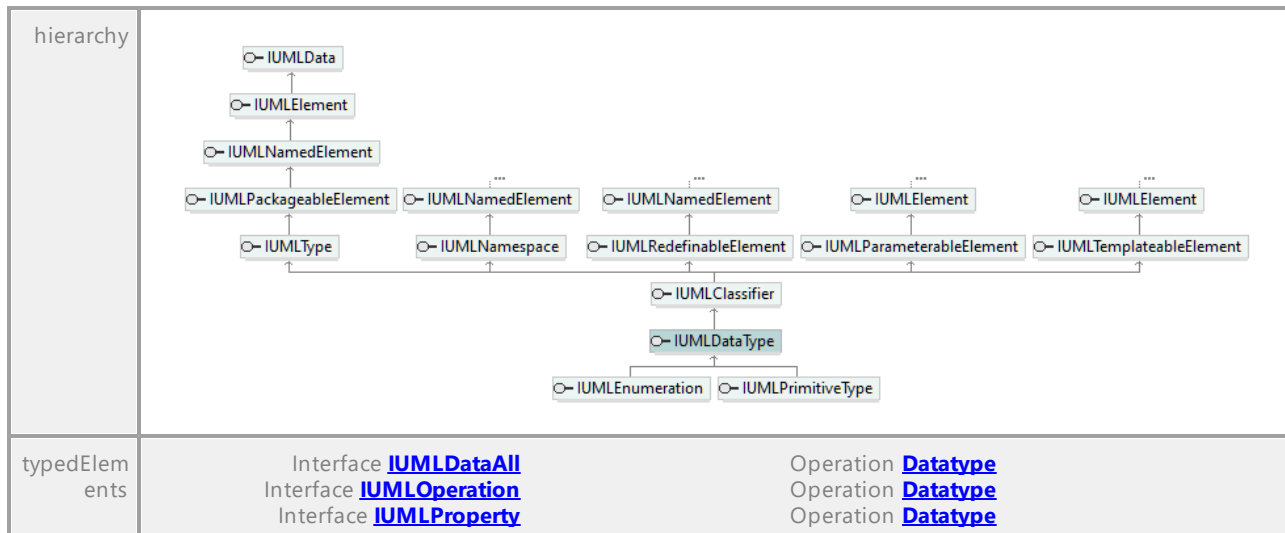 hierarchy
IUMLData
IUMLElement
IUMLNamedElement
... ... ... ...
IUMLPackageableElement IUMLNamedElement IUMLNamedElement IUMLElement IUMLElement
IUMLType IUMLNamespace IUMLRedefinableElement IUMLParameterableElement IUMLTemplateableElement
IUMLClassifier
IUMLDataType
IUMLEnumeration IUMLPrimitiveType
typedElem
ents
Interface IUMLDataAll Operation Datatype
Interface IUMLOperation Operation Datatype
Interface IUMLProperty Operation Datatype